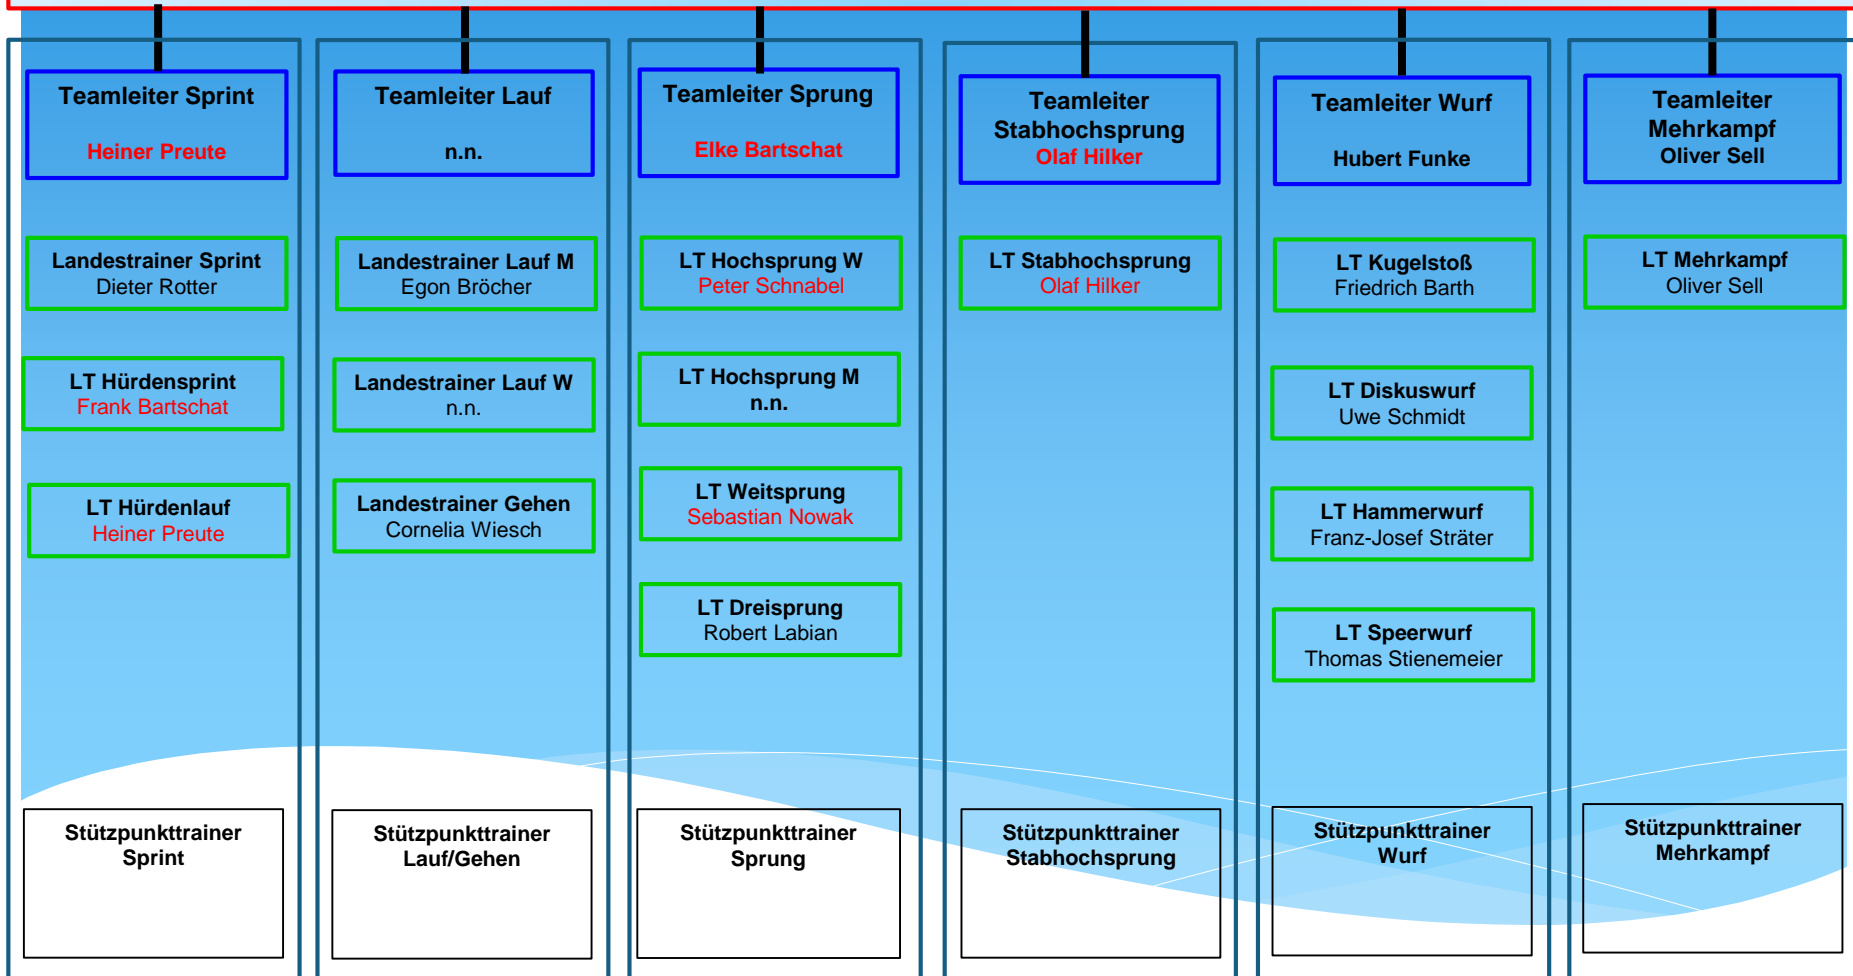 Teamleiter Sprint
Heiner Preute
Landestrainer Sprint
Dieter Rotter
LT Hürdensprint
Frank Bartschat
LT Hürdenlauf
Heiner Preute
Stützpunkttrainer
Sprint
Teamleiter Lauf
n.n.
Landestrainer Lauf M
Egon Bröcher
Landestrainer Lauf W
n.n.
Landestrainer Gehen
Cornelia Wiesch
Stützpunkttrainer
Lauf/Gehen
Teamleiter Sprung
Elke Bartschat
LT Hochsprung W
Peter Schnabel
LT Hochsprung M
n.n.
LT Weitsprung
Sebastian Nowak
LT Dreisprung
Robert Labian
Stützpunkttrainer
Sprung
Teamleiter
Stabhochsprung
Olaf Hilker
LT Stabhochsprung
Olaf Hilker
Stützpunkttrainer
Stabhochsprung
Teamleiter Wurf
Hubert Funke
LT Kugelstoß
Friedrich Barth
LT Diskuswurf
Uwe Schmidt
LT Hammerwurf
Franz-Josef Sträter
LT Speerwurf
Thomas Stienemeier
Stützpunkttrainer
Wurf
Teamleiter
Mehrkampf
Oliver Sell
LT Mehrkampf
Oliver Sell
Stützpunkttrainer
Mehrkampf